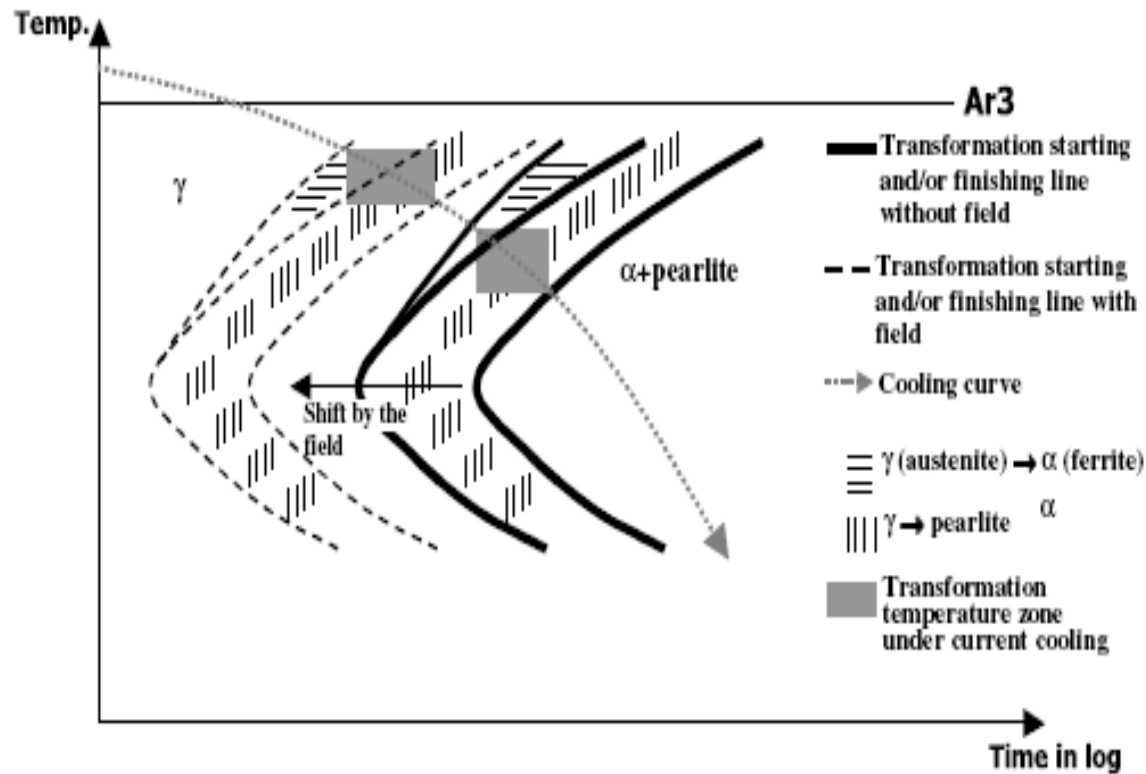 Temp.
Ar3
γ
α+pearlite
Shift by the
field
Transformation starting
and/or finishing line
without field
Transformation starting
and/or finishing line with
field
Cooling curve
γ (austenite) → α (ferrite)
α
γ → pearlite
Transformation
temperature zone
under current cooling
Time in log